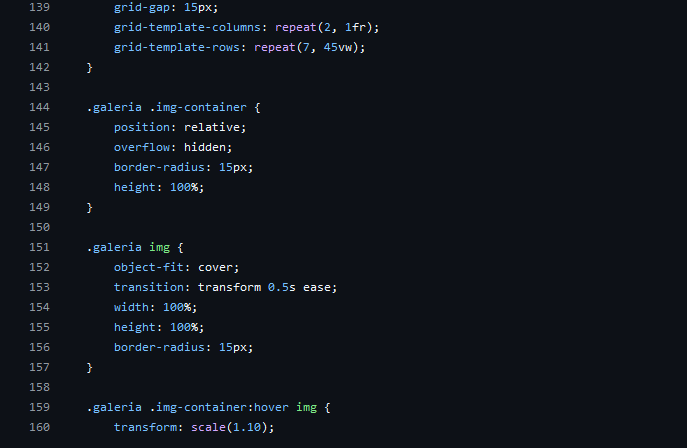 139 grid-gap: 15px;
140 grid-template-columns: repeat(2, 1fr);
141 grid-template-rows: repeat(7, 45vw);
142 }
143
144 .galeria .img-container {
145 position: relative;
146 overflow: hidden;
147 border-radius: 15px;
148 height: 100%;
149 }
150
151 .galeria img {
152 object-fit: cover;
153 transition: transform 0.5s ease;
154 width: 100%;
155 height: 100%;
156 border-radius: 15px;
157 }
158
159 .galeria .img-container:hover img {
160 transform: scale(1.10);